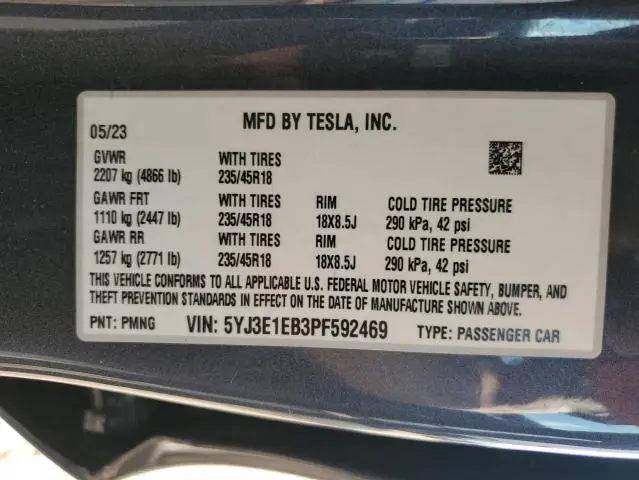 MFD BY TESLA, INC.
05/23
GVWR WITH TIRES
2207 kg (4866 lb) 235/45R18
GAWR FRT WITH TIRES RIM COLD TIRE PRESSURE
1110 kg (2447 lb) 235/45R18 18X8.5J 290 kPa, 42 psi
GAWR RR WITH TIRES RIM COLD TIRE PRESSURE
1257 kg (2771 lb) 235/45R18 18X8.5J 290 kPa, 42 psi
THIS VEHICLE CONFORMS TO ALL APPLICABLE U.S. FEDERAL MOTOR VEHICLE SAFETY, BUMPER, AND
THEFT PREVENTION STANDARDS IN EFFECT ON THE DATE OF MANUFACTURE SHOWN ABOVE.
PNT: PMNG VIN: 5YJ3E1EB3PF592469 TYPE: PASSENGER CAR